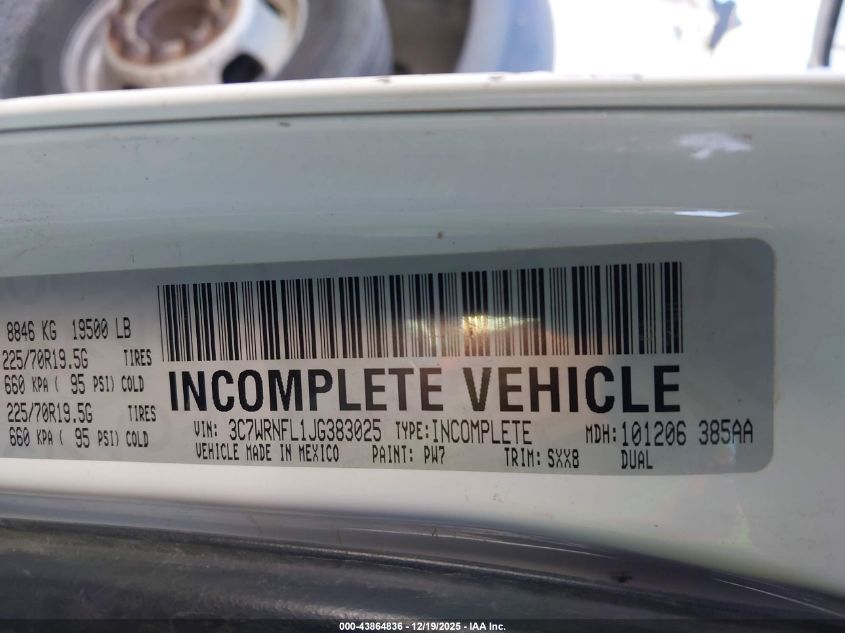 8846 KG 19500 LB
225/70R19.5G TIRES
660 KPA ( 95 PSI) COLD
225/70R19.5G TIRES
660 KPA ( 95 PSI) COLD
INCOMPLETE VEHICLE
VIN: 3C7WRNFL1JG383025 TYPE: INCOMPLETE MDH: 101206 385AA
VEHICLE MADE IN MEXICO PAINT: PW7 TRIM: SXX8 DUAL
000-43864836 - 12/19/2025 - IAA Inc.